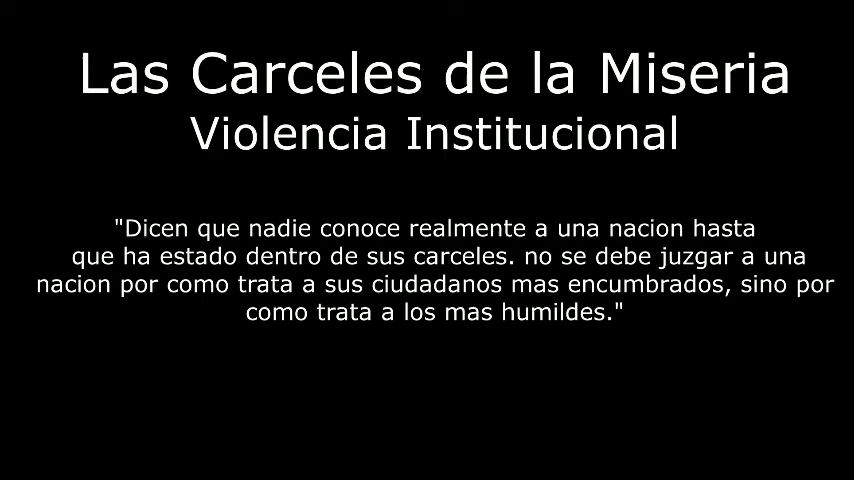 Las Carceles de la Miseria
Violencia Institucional
"Dicen que nadie conoce realmente a una nacion hasta
que ha estado dentro de sus carceles. no se debe juzgar a una
nacion por como trata a sus ciudadanos mas encumbrados, sino por
como trata a los mas humildes."